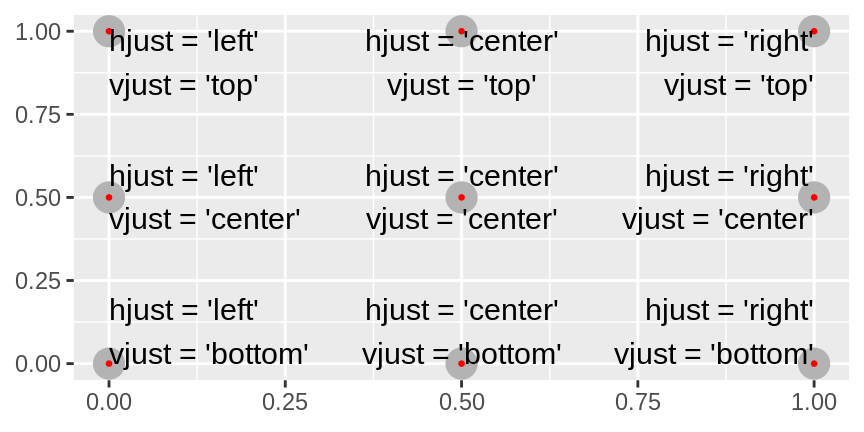 1.00
hjust = 'left' hjust = 'center' hjust = 'right'
vjust = 'top' vjust = 'top' vjust = 'top'
0.75
hjust = 'left' hjust = 'center' hjust = 'right'
0.50
vjust = 'center' vjust = 'center' vjust = 'center'
0.25
hjust = 'left' hjust = 'center' hjust = 'right'
vjust = 'bottom' vjust = 'bottom' vjust = 'bottom'
0.00
0.00 0.25 0.50 0.75 1.00